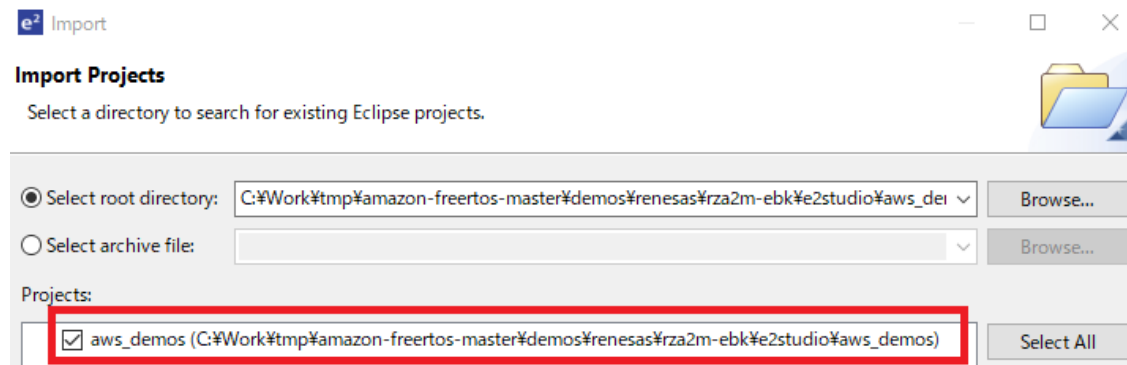 e² Import
Import Projects
Select a directory to search for existing Eclipse projects.
Select root directory: C:¥Work¥tmp¥amazon-freertos-master¥demos¥renesas¥rza2m-ebk¥e2studio¥aws_der Browse...
Select archive file: Browse...
Projects:
aws_demos (C:¥Work¥tmp¥amazon-freertos-master¥demos¥renesas¥rza2m-ebk¥e2studio¥aws_demos) Select All